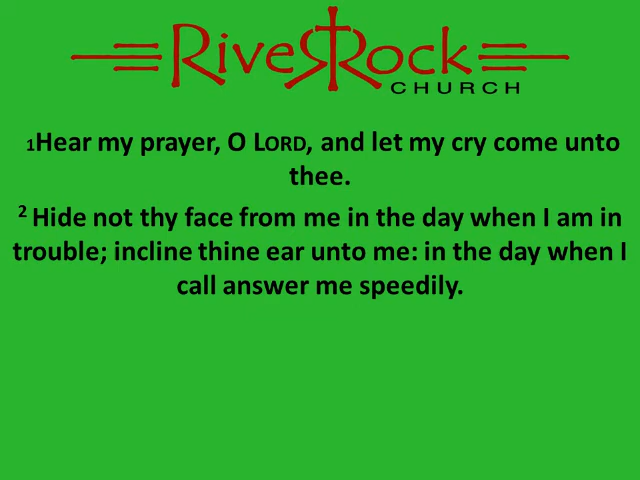 RiverRock
CHURCH
1Hear my prayer, O LORD, and let my cry come unto
thee.
2 Hide not thy face from me in the day when I am in
trouble; incline thine ear unto me: in the day when I
call answer me speedily.